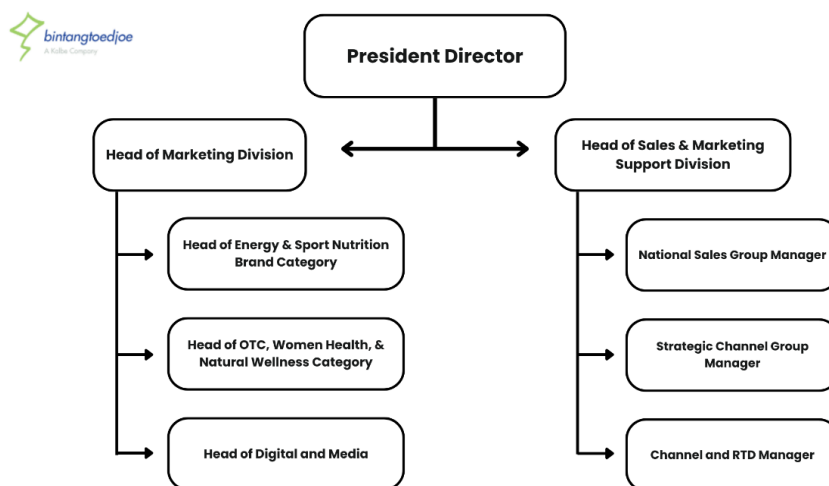 bintangtoedjoe
A Kalbe Company
President Director
Head of Marketing Division
Head of Sales & Marketing
Support Division
Head of Energy & Sport Nutrition
Brand Category
National Sales Group Manager
Head of OTC, Women Health, &
Natural Wellness Category
Strategic Channel Group
Manager
Head of Digital and Media
Channel and RTD Manager